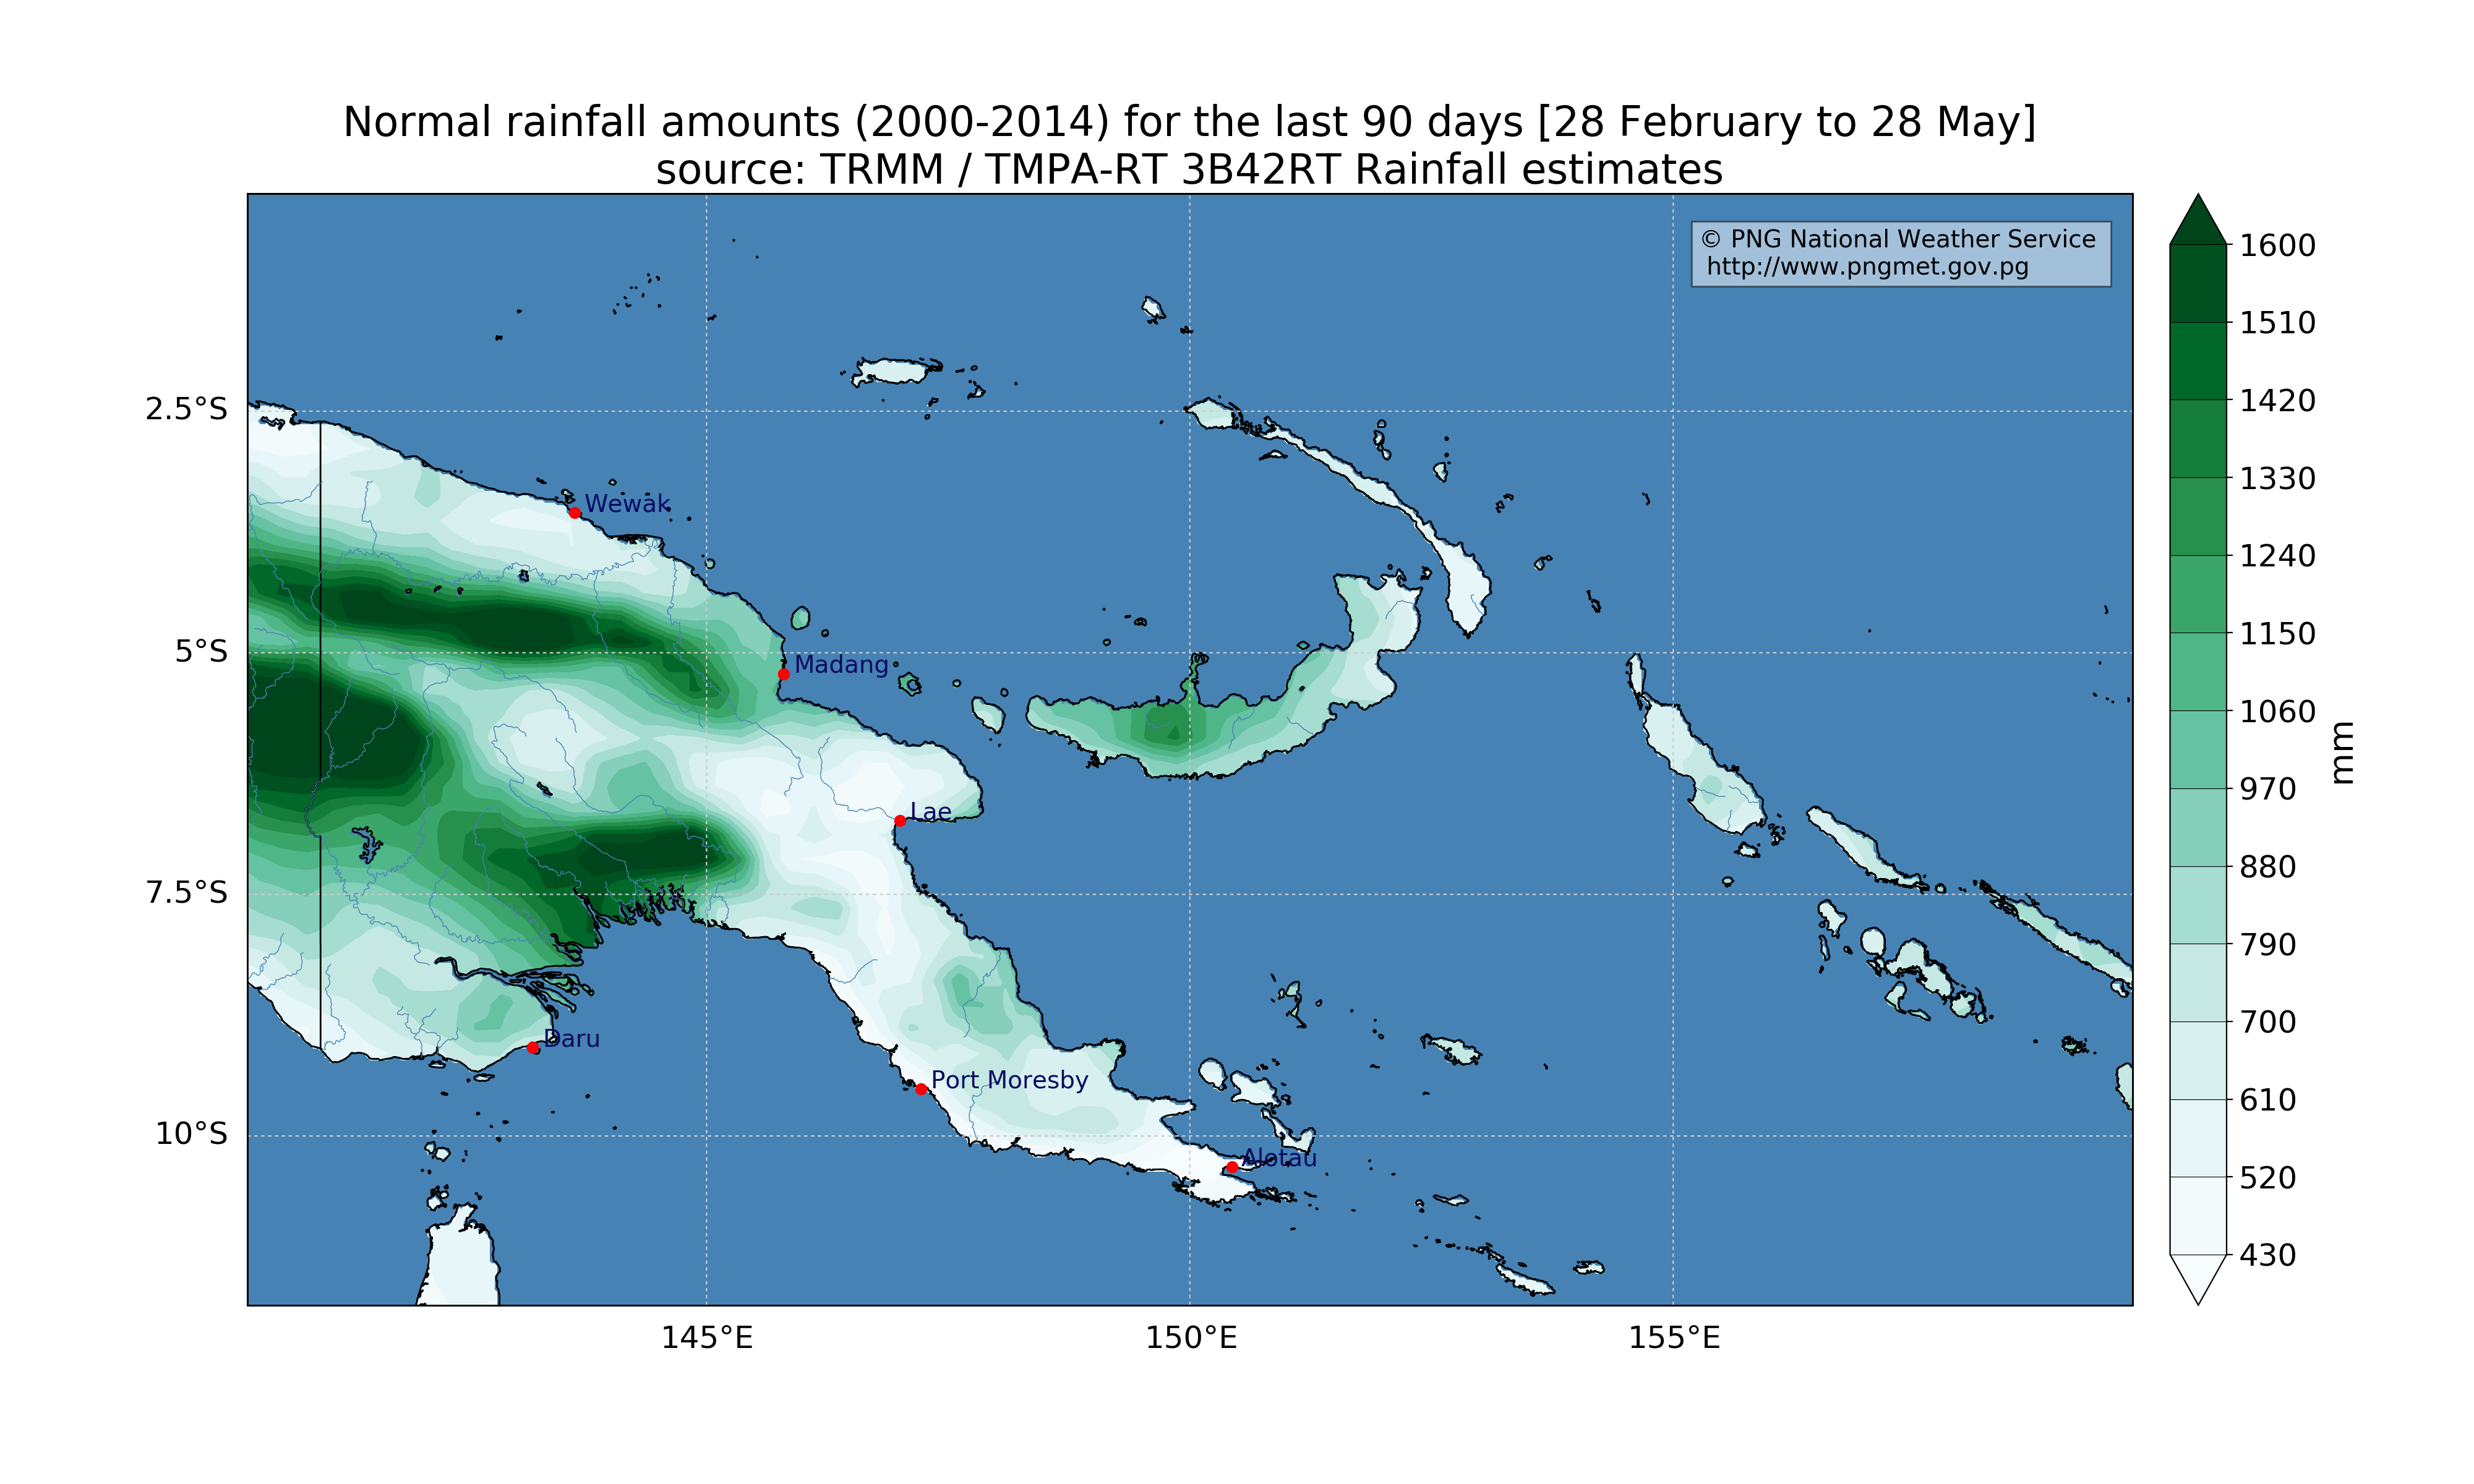 Normal rainfall amounts (2000-2014) for the last 90 days [28 February to 28 May]
source: TRMM / TMPA-RT 3B42RT Rainfall estimates
© PNG National Weather Service
http://www.pngmet.gov.pg
1600
1510
1420
1330
1240
1150
1060
970
880
790
700
610
520
430
mm
2.5°S
5°S
7.5°S
10°S
Wewak
Madang
Lae
Daru
Port Moresby
Alotau
145°E
150°E
155°E